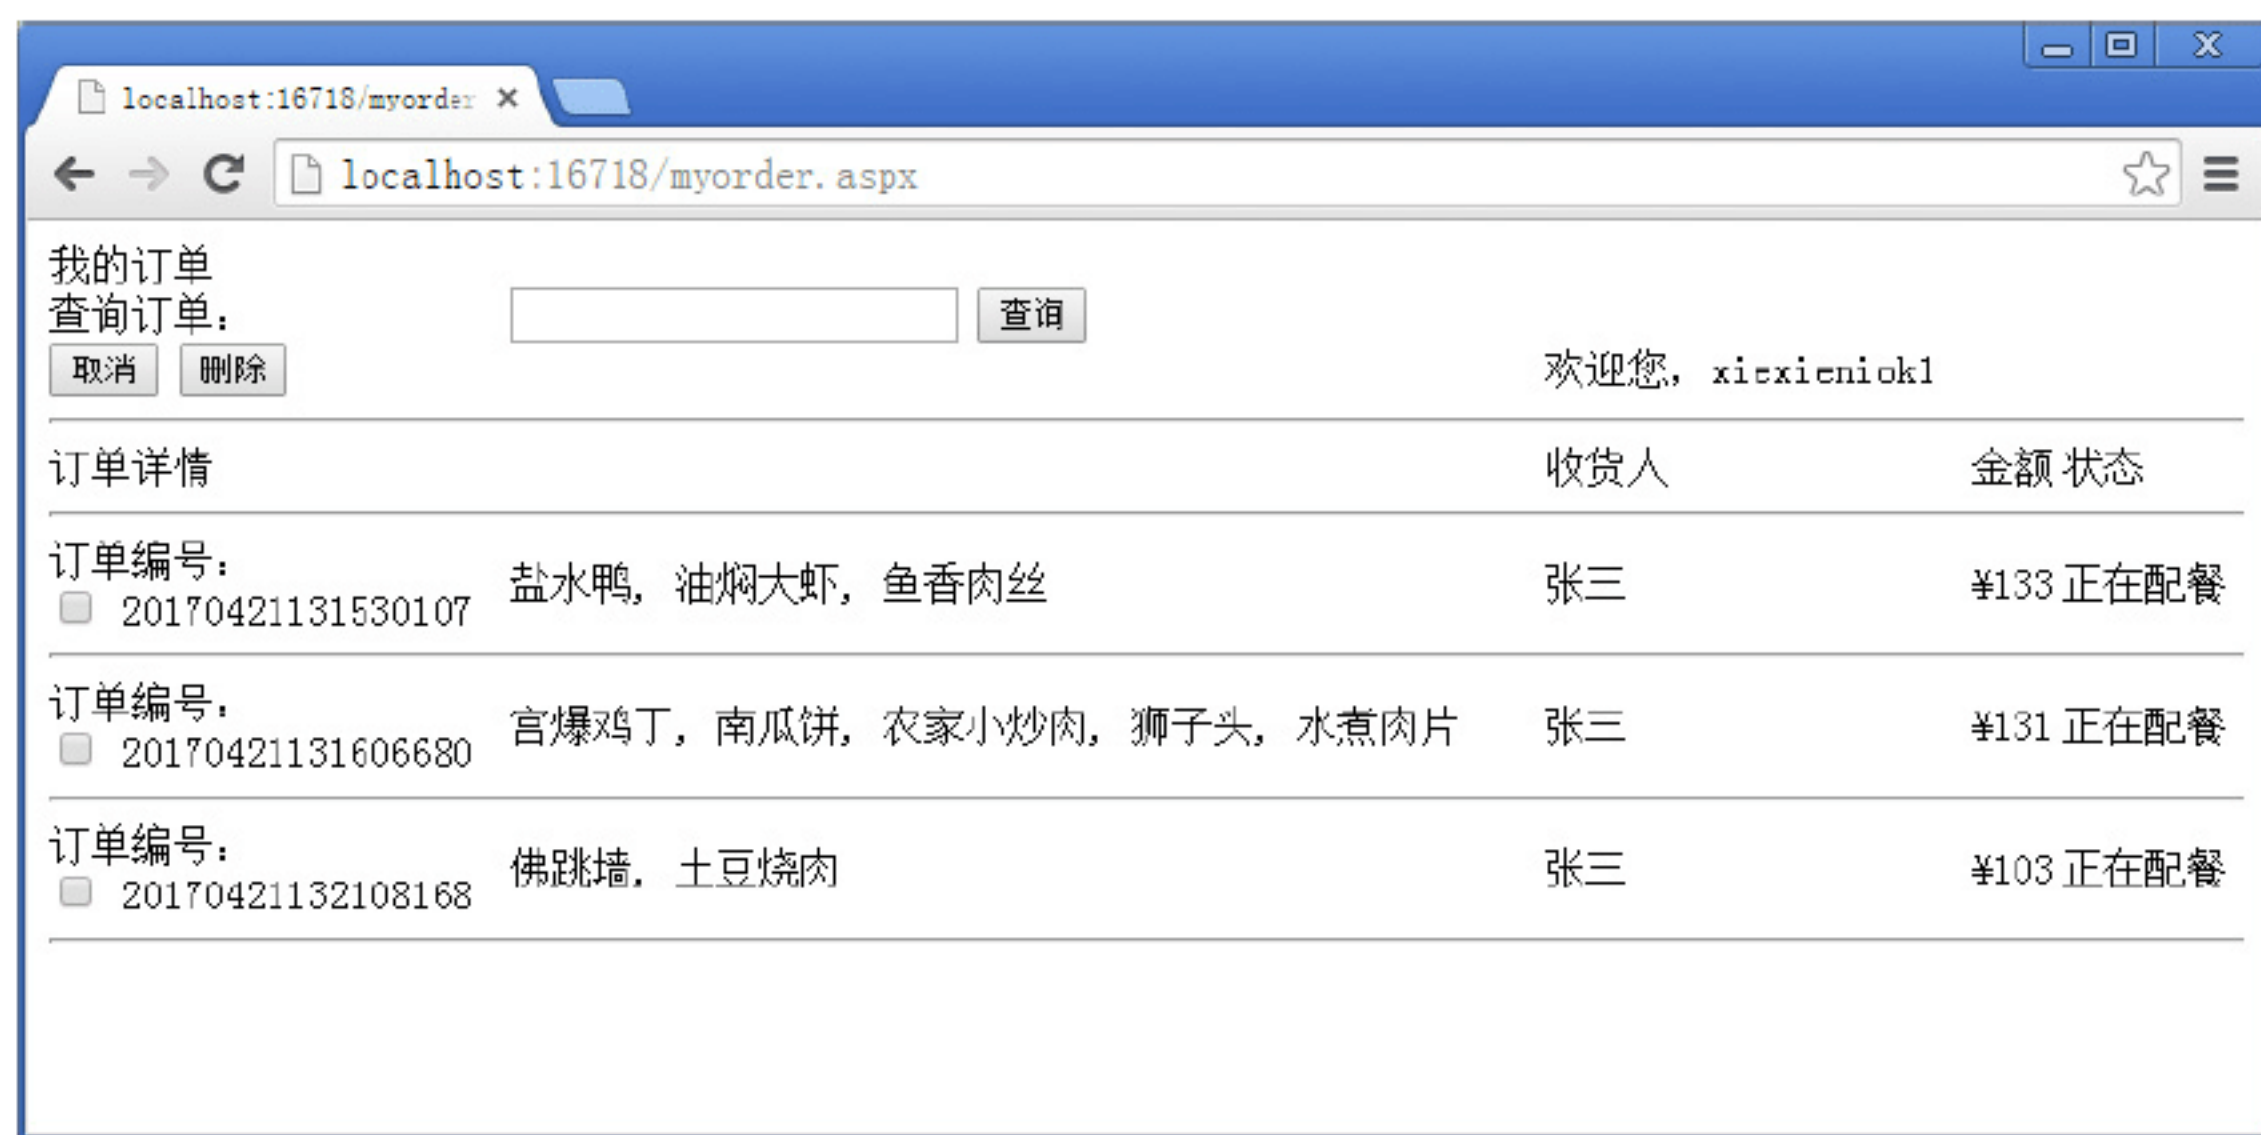 localhost:16718/myorder
localhost:16718/myorder.aspx
我的订单
查询订单： 查询
取消 删除 欢迎您，xiexieniok1
订单详情 收货人 金额 状态
订单编号：
20170421131530107 盐水鸭，油焖大虾，鱼香肉丝 张三 ¥133 正在配餐
订单编号：
20170421131606680 宫爆鸡丁，南瓜饼，农家小炒肉，狮子头，水煮肉片 张三 ¥131 正在配餐
订单编号：
20170421132108168 佛跳墙，土豆烧肉 张三 ¥103 正在配餐